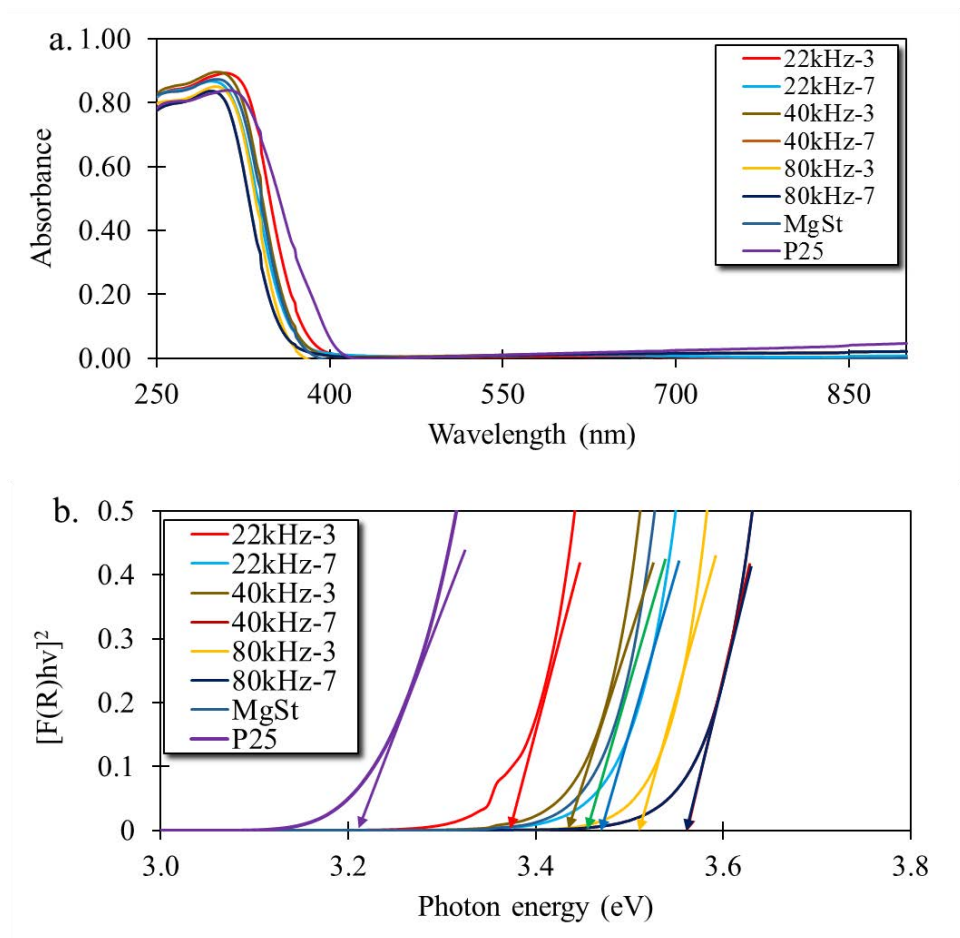 a.
1.00
0.80
0.60
0.40
0.20
0.00
Absorbance
22kHz-3
22kHz-7
40kHz-3
40kHz-7
80kHz-3
80kHz-7
MgSt
P25
250 400 550 700 850
Wavelength (nm)
b.
0.5
0.4
0.3
0.2
0.1
0
[F(R)hv]²
22kHz-3
22kHz-7
40kHz-3
40kHz-7
80kHz-3
80kHz-7
MgSt
P25
3.0 3.2 3.4 3.6 3.8
Photon energy (eV)